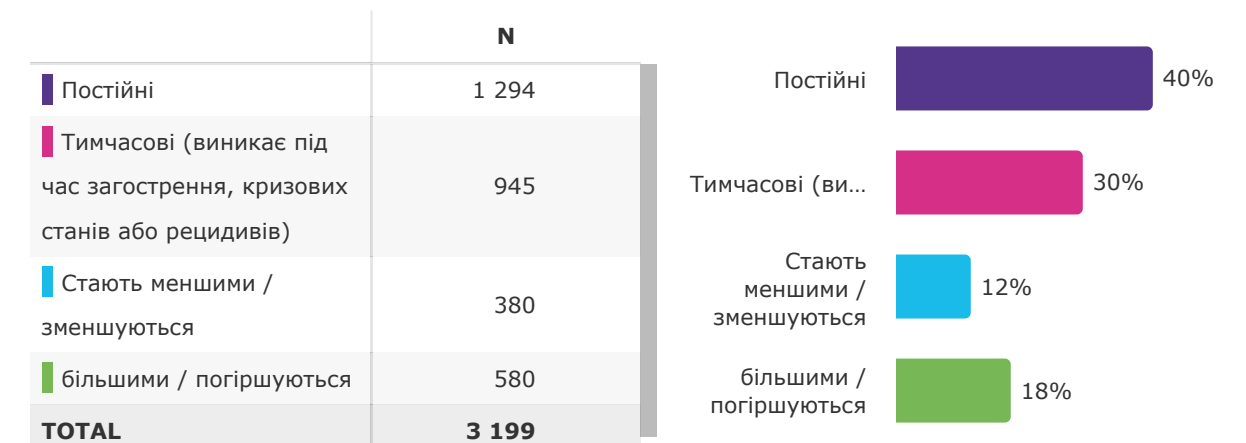 N
Постійні 1 294
Тимчасові (виникає під
час загострення, кризових
станів або рецидивів)
945
Стають меншими /
зменшуються
380
більшими / погіршуються 580
TOTAL 3 199
Постійні 40%
Тимчасові (ви... 30%
Стають
меншими /
зменшуються
12%
більшими /
погіршуються
18%